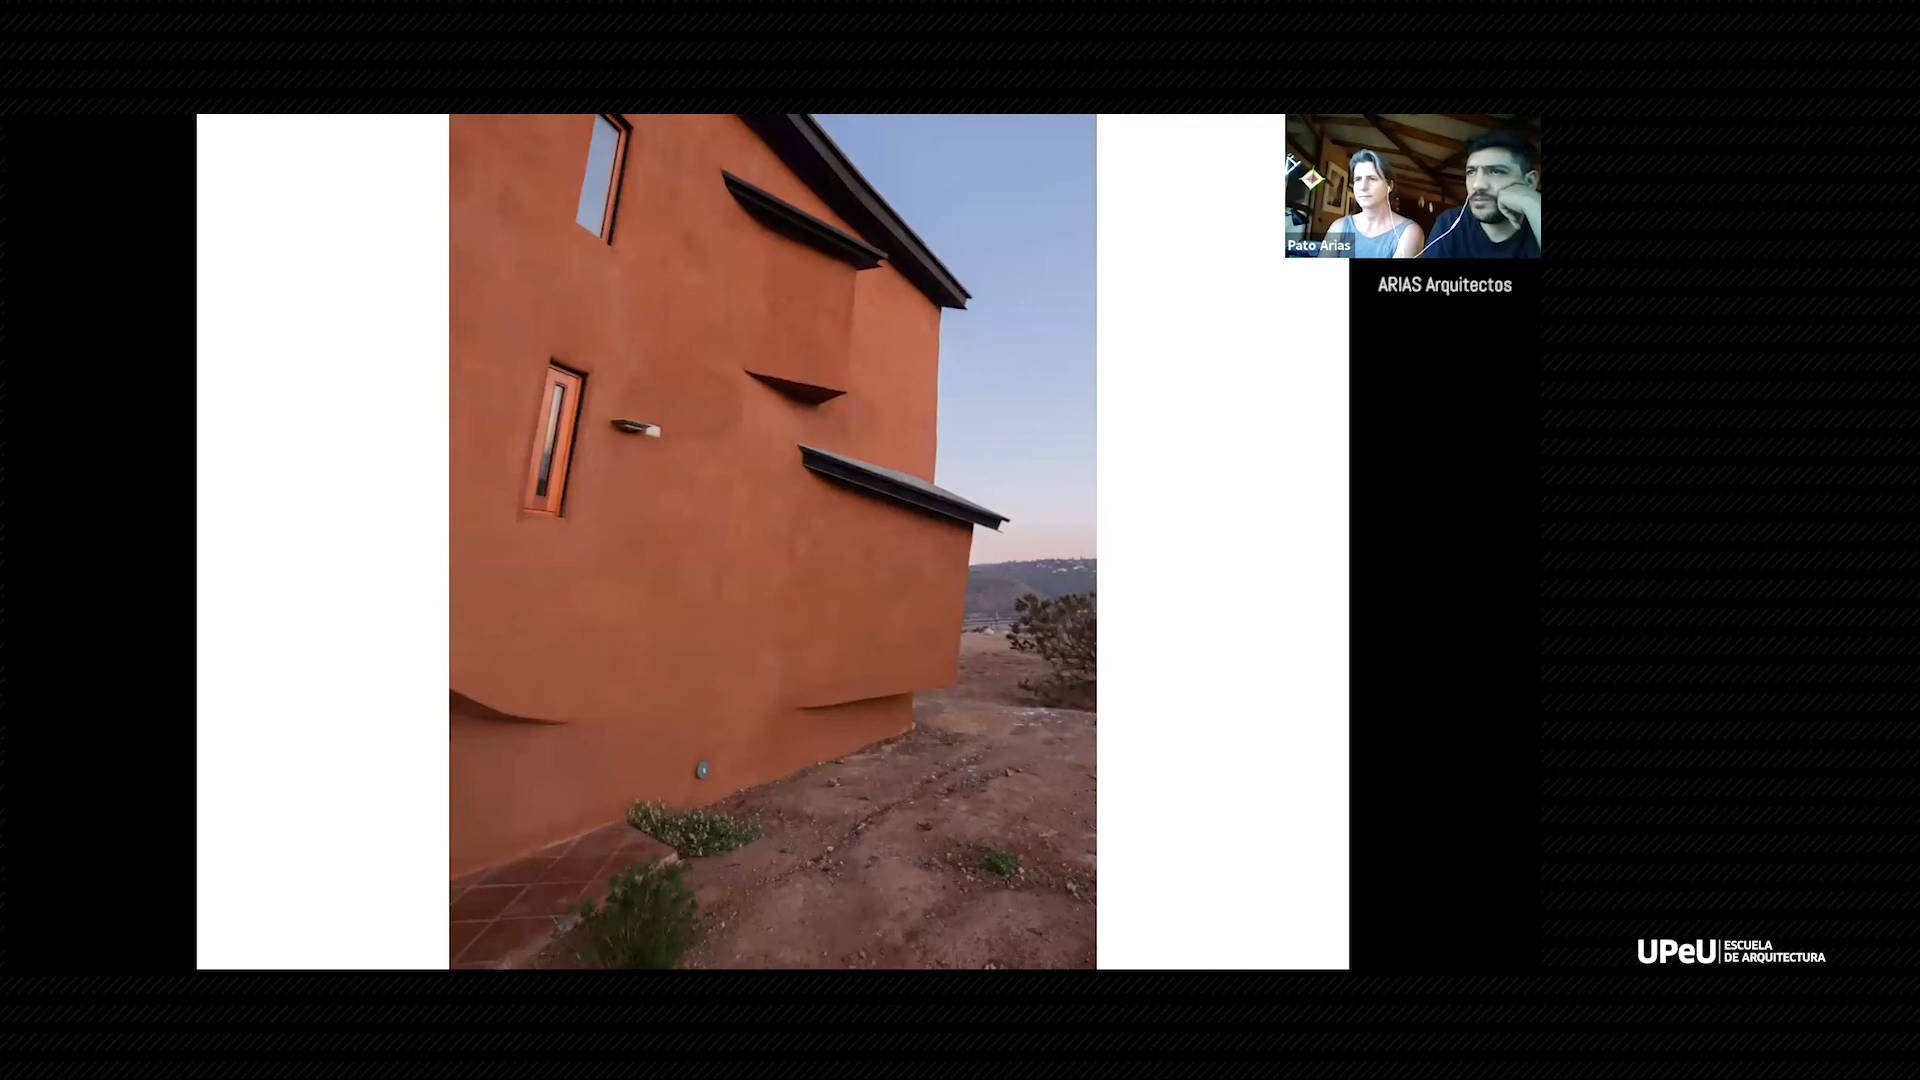 Pato Arias
ARIAS Arquitectos
UPeU
ESCUELA
DE ARQUITECTURA